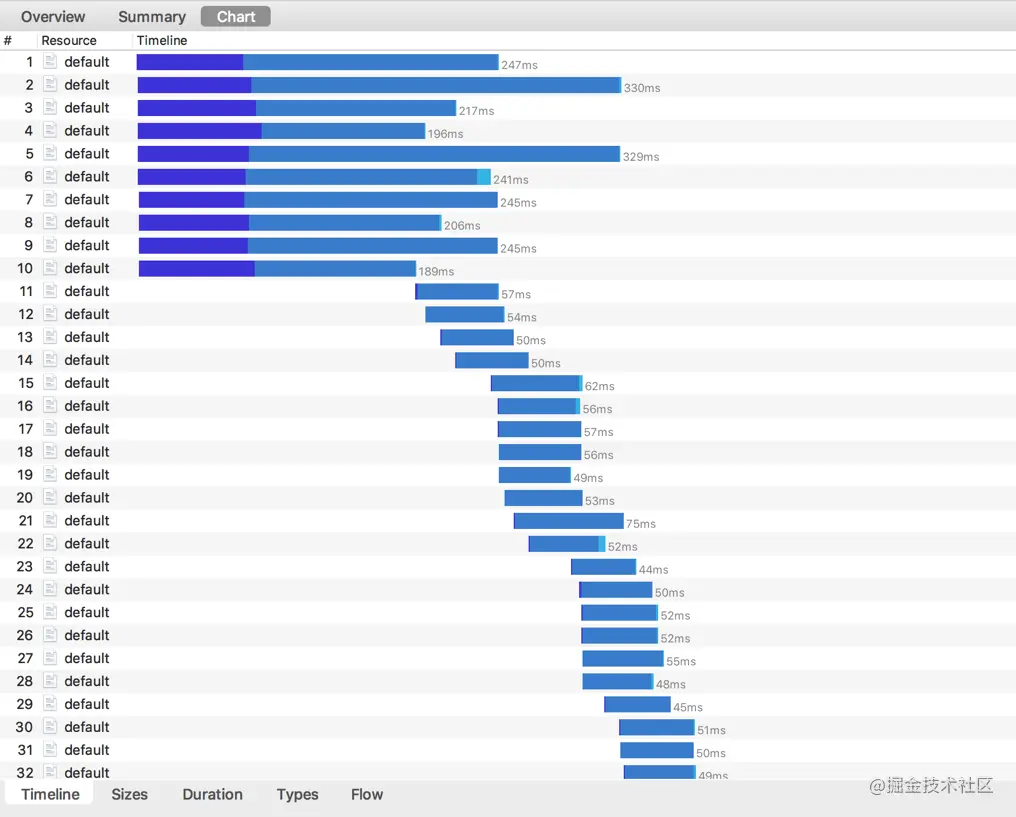 Overview Summary Chart
# Resource Timeline
1 default 247ms
2 default 330ms
3 default 217ms
4 default 196ms
5 default 329ms
6 default 241ms
7 default 245ms
8 default 206ms
9 default 245ms
10 default 189ms
11 default 57ms
12 default 54ms
13 default 50ms
14 default 50ms
15 default 62ms
16 default 56ms
17 default 57ms
18 default 56ms
19 default 49ms
20 default 53ms
21 default 75ms
22 default 52ms
23 default 44ms
24 default 50ms
25 default 52ms
26 default 52ms
27 default 55ms
28 default 48ms
29 default 45ms
30 default 51ms
31 default 50ms
32 default 49ms
@掘金技术社区
Timeline Sizes Duration Types Flow